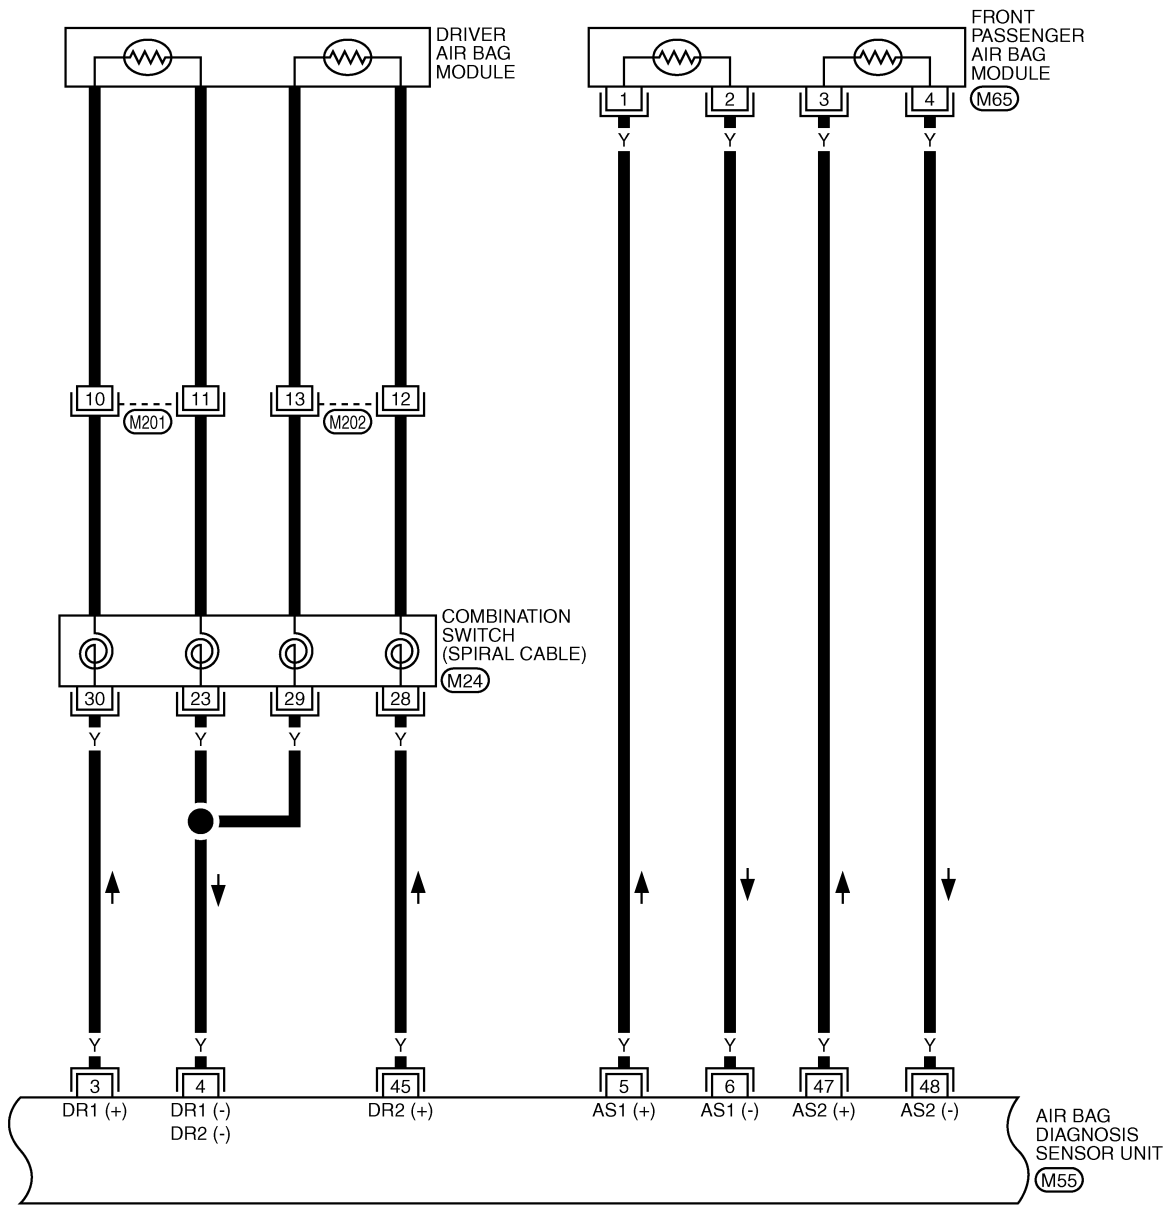 DRIVER
AIR BAG
MODULE
FRONT
PASSENGER
AIR BAG
MODULE
M65
1 2 3 4
Y Y Y Y
10 11 13 12
M201 M202
COMBINATION
SWITCH
(SPIRAL CABLE)
M24
30 23 29 28
Y Y Y Y
Y Y Y Y Y Y Y
3 4 45 5 6 47 48
DR1 (+) DR1 (-) DR2 (+) AS1 (+) AS1 (-) AS2 (+) AS2 (-)
DR2 (-)
AIR BAG
DIAGNOSIS
SENSOR UNIT
M55